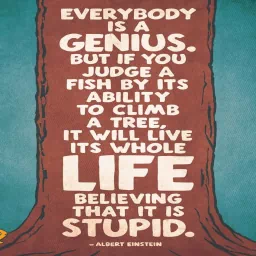 EVERYBODY
IS A
GENIUS.
BUT IF YOU
JUDGE A
FISH BY ITS
ABILITY
TO CLIMB
A TREE,
IT WILL LIVE
ITS WHOLE
LIFE
BELIEVING
THAT IT IS
STUPID.
– ALBERT EINSTEIN